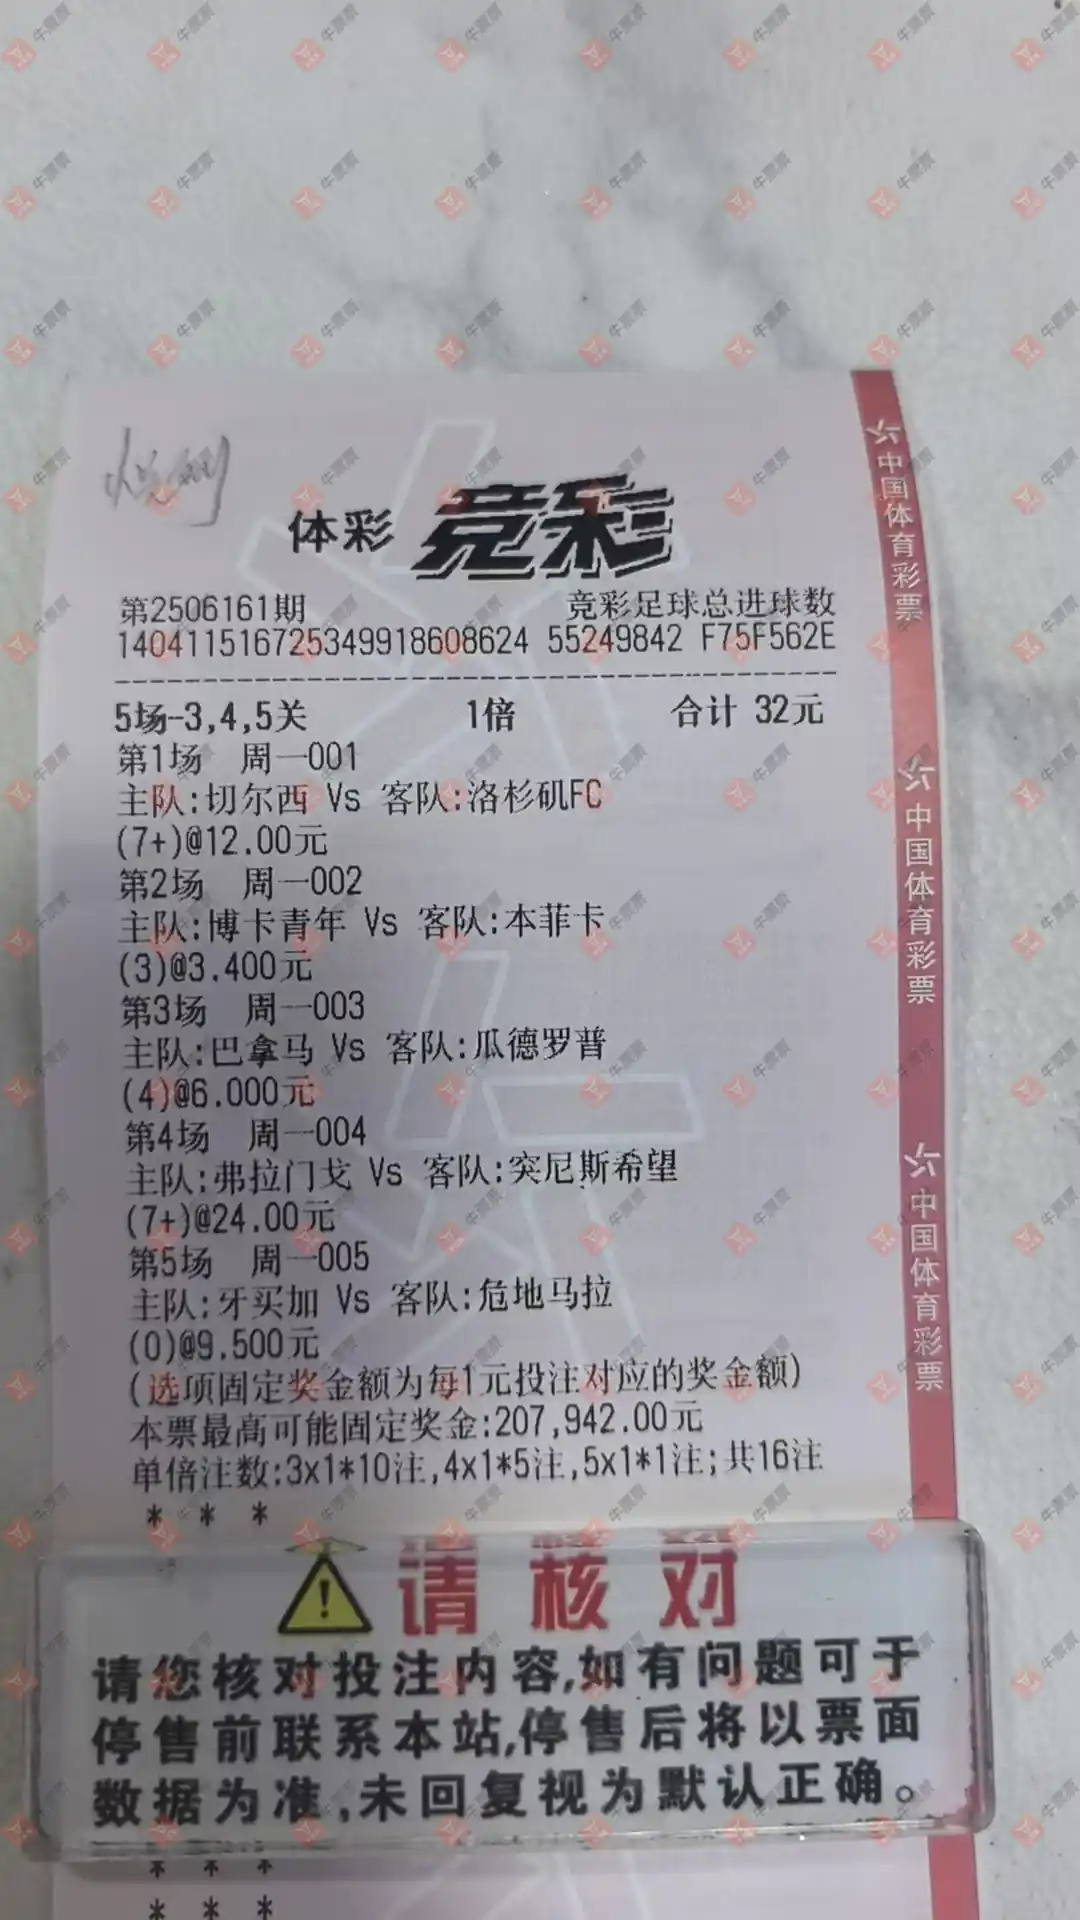 体彩 竞彩
第2506161期 竞彩足球总进球数
140411516725349918608624 55249842 F75F562E
5场-3,4,5关 1倍 合计 32元
第1场 周一001
主队:切尔西 Vs 客队:洛杉矶FC
(7+)@12.00元
第2场 周一002
主队:博卡青年 Vs 客队:本菲卡
(3)@3.400元
第3场 周一003
主队:巴拿马 Vs 客队:瓜德罗普
(4)@6.000元
第4场 周一004
主队:弗拉门戈 Vs 客队:突尼斯希望
(7+)@24.00元
第5场 周一005
主队:牙买加 Vs 客队:危地马拉
(0)@9.500元
(选项固定奖金额为每1元投注对应的奖金额)
本票最高可能固定奖金:207,942.00元
单倍注数:3x1*10注,4x1*5注,5x1*1注;共16注
* * *
请核对
请您核对投注内容,如有问题可于
停售前联系本站,停售后将以票面
数据为准,未回复视为默认正确。
* * *
* * *
中国体育彩票
中国体育彩票
中国体育彩票
牛票票